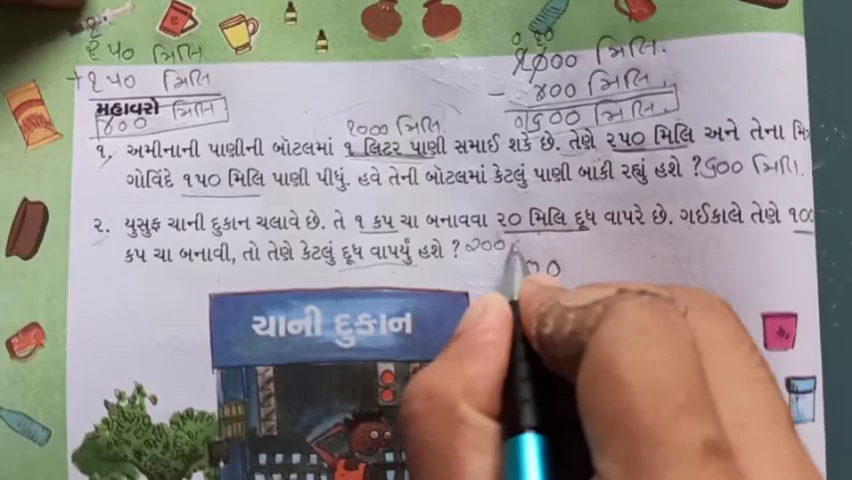 ૨૫૦ મિલિ
+ ૧૫૦ મિલિ
૪૦૦ મિલિ
૧૦૦૦ મિલિ.
- ૪૦૦ મિલિ.
૦૬૦૦ મિલિ.
મહાવરો
૧૦૦૦ મિલિ.
૧. અમીનાની પાણીની બૉટલમાં ૧ લિટર પાણી સમાઈ શકે છે. તેણે ૨૫૦ મિલિ અને તેના મિત્ર
ગોવિંદે ૧૫૦ મિલિ પાણી પીધું. હવે તેની બૉટલમાં કેટલું પાણી બાકી રહ્યું હશે ? ૬૦૦ મિલિ.
૨. યુસુફ ચાની દુકાન ચલાવે છે. તે ૧ કપ ચા બનાવવા ૨૦ મિલિ દૂધ વાપરે છે. ગઈકાલે તેણે ૧૦૦
કપ ચા બનાવી, તો તેણે કેટલું દૂધ વાપર્યું હશે ? ૨૦૦૦
ચાની દુકાન